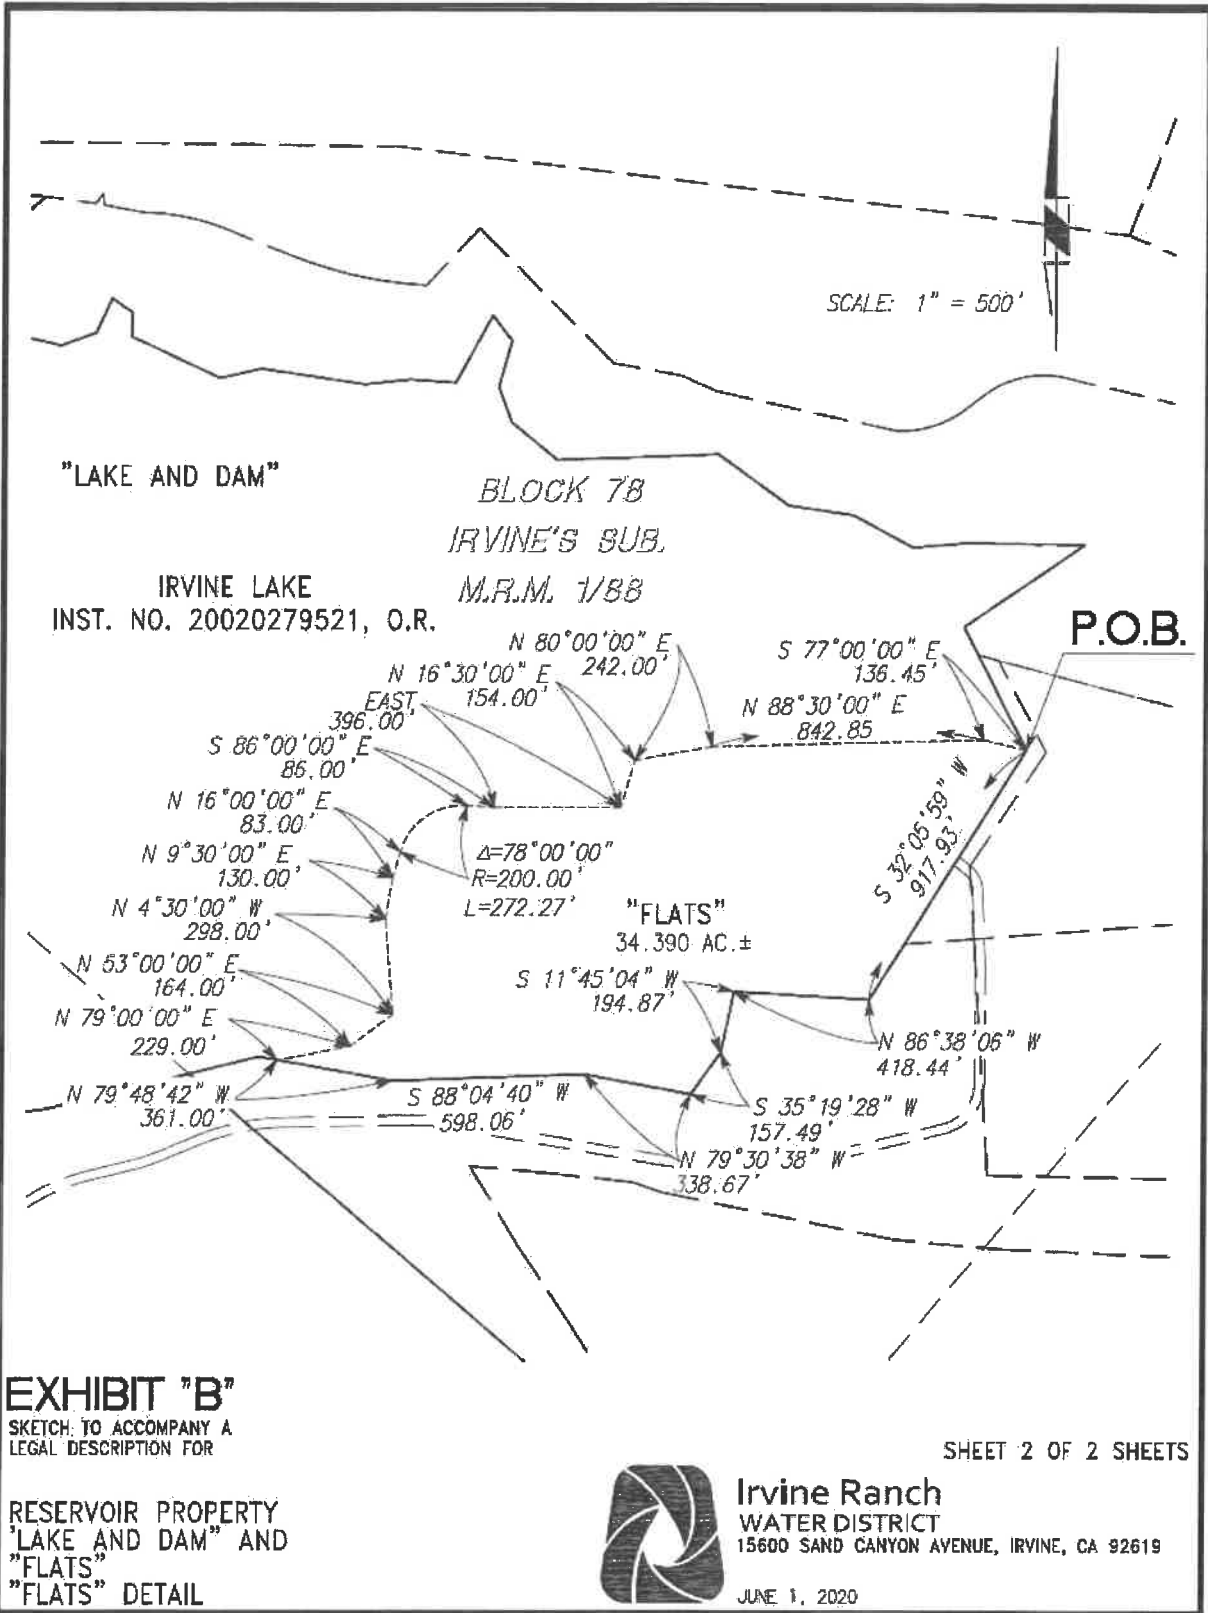 SCALE: 1" = 500'
"LAKE AND DAM"
BLOCK 78
IRVINE'S SUB.
M.R.M. 1/88
IRVINE LAKE
INST. NO. 20020279521, O.R.
P.O.B.
N 80°00'00" E
242.00'
S 77°00'00" E
136.45'
N 16°30'00" E
154.00'
N 88°30'00" E
842.85
EAST
396.00'
S 86°00'00" E
86.00'
N 16°00'00" E
83.00'
N 9°30'00" E
130.00'
N 4°30'00" W
298.00'
N 53°00'00" E
164.00'
N 79°00'00" E
229.00'
N 79°48'42" W
361.00'
Δ=78°00'00"
R=200.00'
L=272.27'
"FLATS"
34.390 AC.±
S 32°05'59" W
917.93'
S 11°45'04" W
194.87'
N 86°38'06" W
418.44'
S 88°04'40" W
598.06'
S 35°19'28" W
157.49'
N 79°30'38" W
338.67'
EXHIBIT "B"
SKETCH TO ACCOMPANY A
LEGAL DESCRIPTION FOR
SHEET 2 OF 2 SHEETS
RESERVOIR PROPERTY
'LAKE AND DAM" AND
"FLATS"
"FLATS" DETAIL
Irvine Ranch
WATER DISTRICT
15600 SAND CANYON AVENUE, IRVINE, CA 92619
JUNE 1, 2020